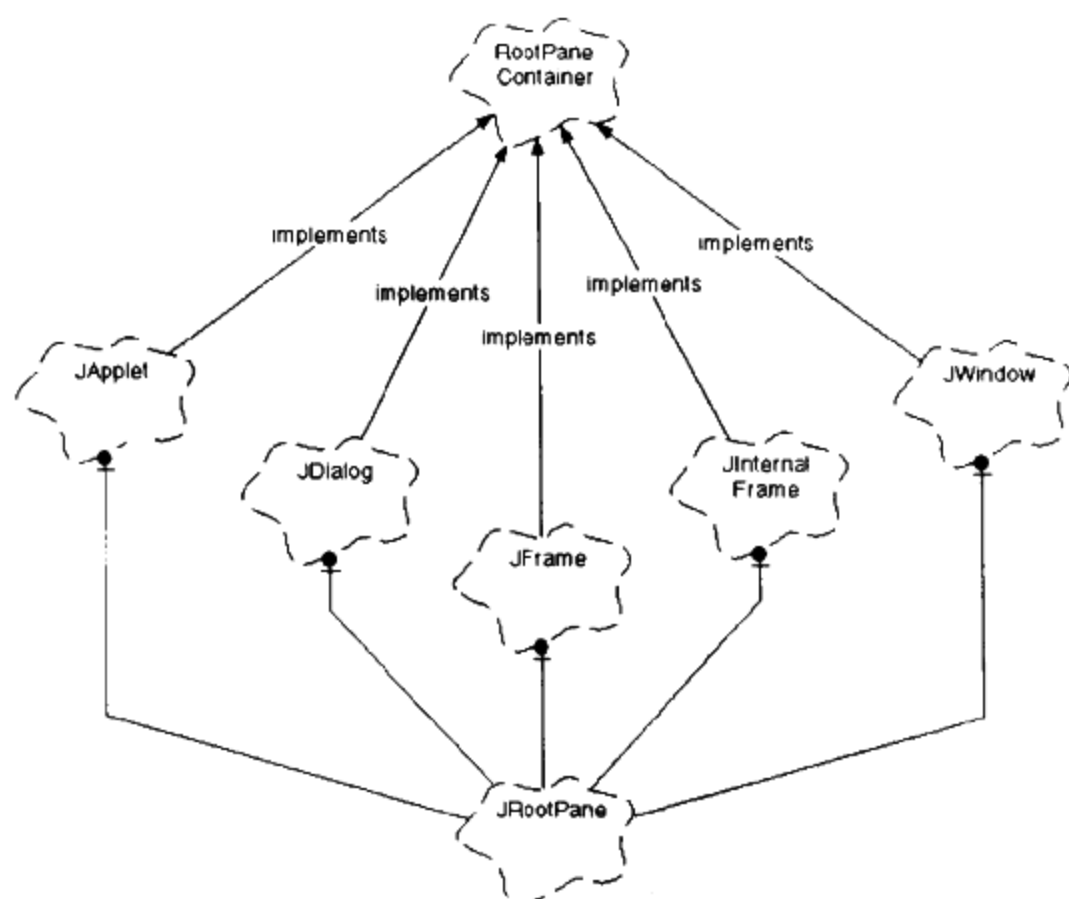 RootPane
Container
implements
implements
implements
implements
implements
JApplet
JWindow
JDialog
JInternal
Frame
JFrame
JRootPane